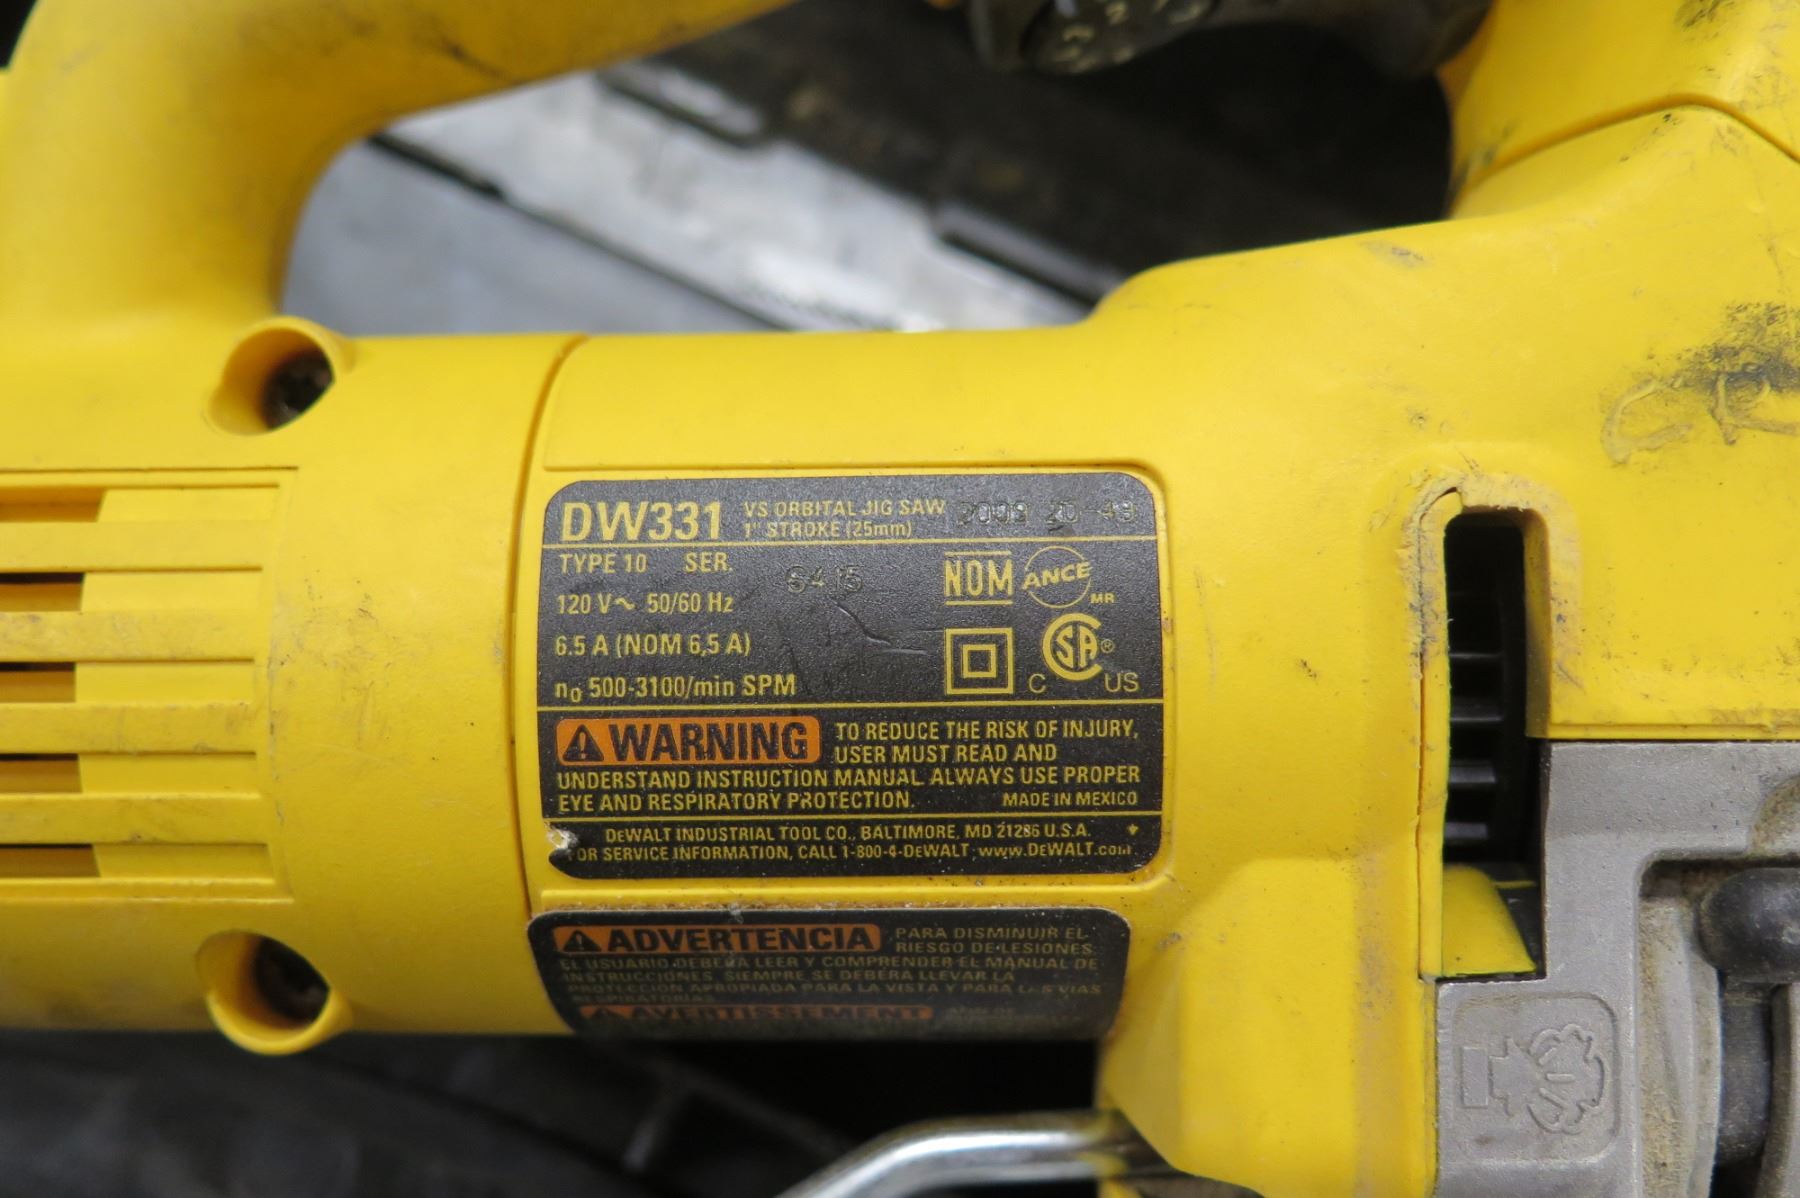 DW331 VS ORBITAL JIG SAW 2009 20-49
1" STROKE (25mm)
TYPE 10 SER. 6415
120 V~ 50/60 Hz
6.5 A (NOM 6,5 A)
n0 500-3100/min SPM
NOM ANCE MR
SA ®
C US
WARNING TO REDUCE THE RISK OF INJURY,
USER MUST READ AND
UNDERSTAND INSTRUCTION MANUAL. ALWAYS USE PROPER
EYE AND RESPIRATORY PROTECTION. MADE IN MEXICO
DEWALT INDUSTRIAL TOOL CO., BALTIMORE, MD 21286 U.S.A.
FOR SERVICE INFORMATION, CALL 1-800-4-DEWALT www.DEWALT.com
ADVERTENCIA PARA DISMINUIR EL
RIESGO DE LESIONES
EL USUARIO DEBERÁ LEER Y COMPRENDER EL MANUAL DE
INSTRUCCIONES. SIEMPRE SE DEBERÁ LLEVAR LA
PROTECCIÓN APROPIADA PARA LA VISTA Y PARA LAS VIAS
RESPIRATORIAS.
AVERTISSEMENT